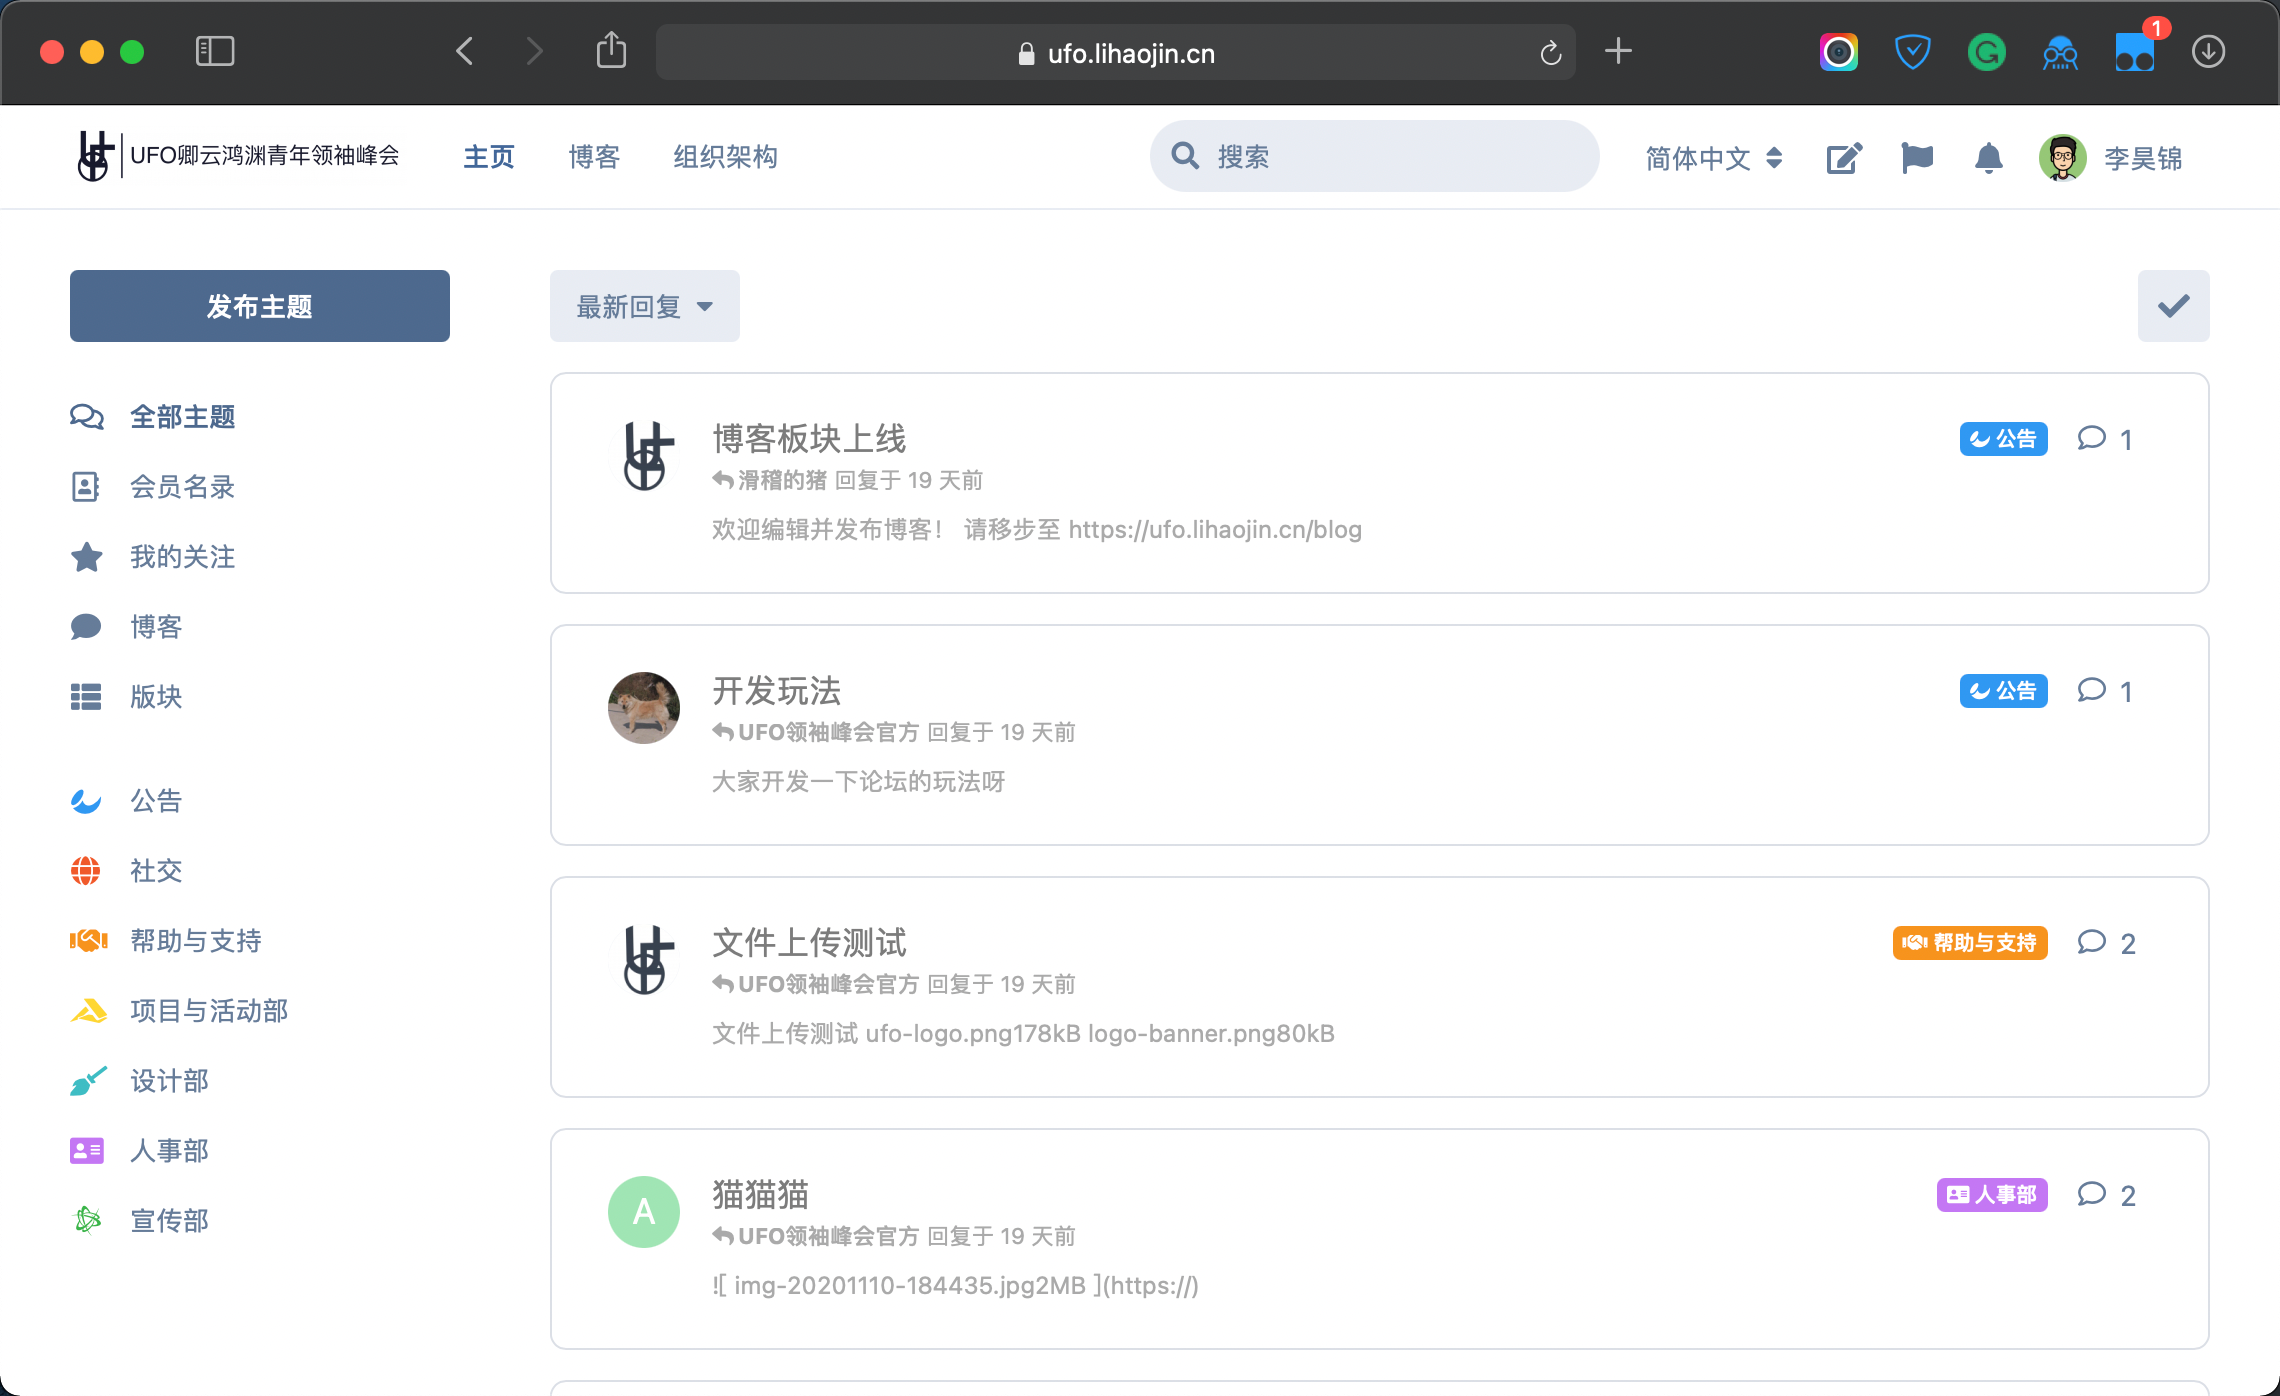 ufo.lihaojin.cn
1
UFO卿云鸿渊青年领袖峰会
主页
博客
组织架构
搜索
简体中文
李昊锦
发布主题
最新回复
全部主题
会员名录
我的关注
博客
版块
公告
社交
帮助与支持
项目与活动部
设计部
人事部
宣传部
博客板块上线
公告
1
滑稽的猪 回复于 19 天前
欢迎编辑并发布博客！ 请移步至 https://ufo.lihaojin.cn/blog
开发玩法
公告
1
UFO领袖峰会官方 回复于 19 天前
大家开发一下论坛的玩法呀
文件上传测试
帮助与支持
2
UFO领袖峰会官方 回复于 19 天前
文件上传测试 ufo-logo.png178kB logo-banner.png80kB
A
猫猫猫
人事部
2
UFO领袖峰会官方 回复于 19 天前
![ img-20201110-184435.jpg2MB ](https://)